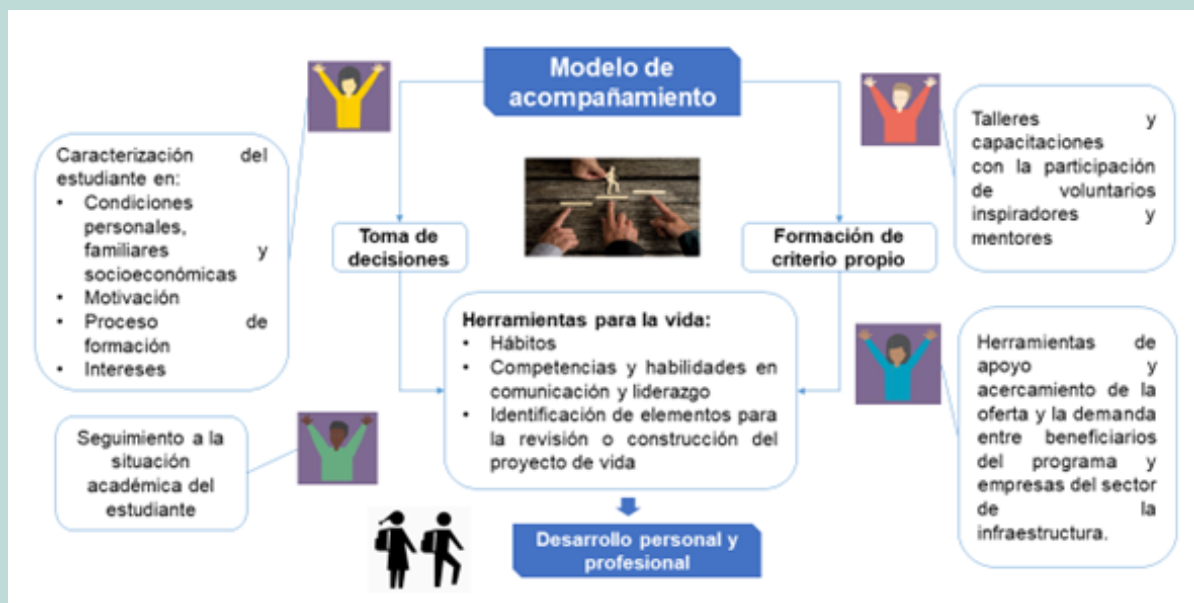 Modelo de
acompañamiento
Caracterización del
estudiante en:
• Condiciones
personales,
familiares y
socioeconómicas
• Motivación
• Proceso de
formación
• Intereses
Talleres y
capacitaciones
con la participación
de voluntarios
inspiradores y
mentores
Toma de
decisiones
Formación de
criterio propio
Herramientas para la vida:
• Hábitos
• Competencias y habilidades en
comunicación y liderazgo
• Identificación de elementos para
la revisión o construcción del
proyecto de vida
Herramientas de
apoyo y
acercamiento de la
oferta y la demanda
entre beneficiarios
del programa y
empresas del sector
de la
infraestructura.
Seguimiento a la
situación
académica del
estudiante
Desarrollo personal y
profesional